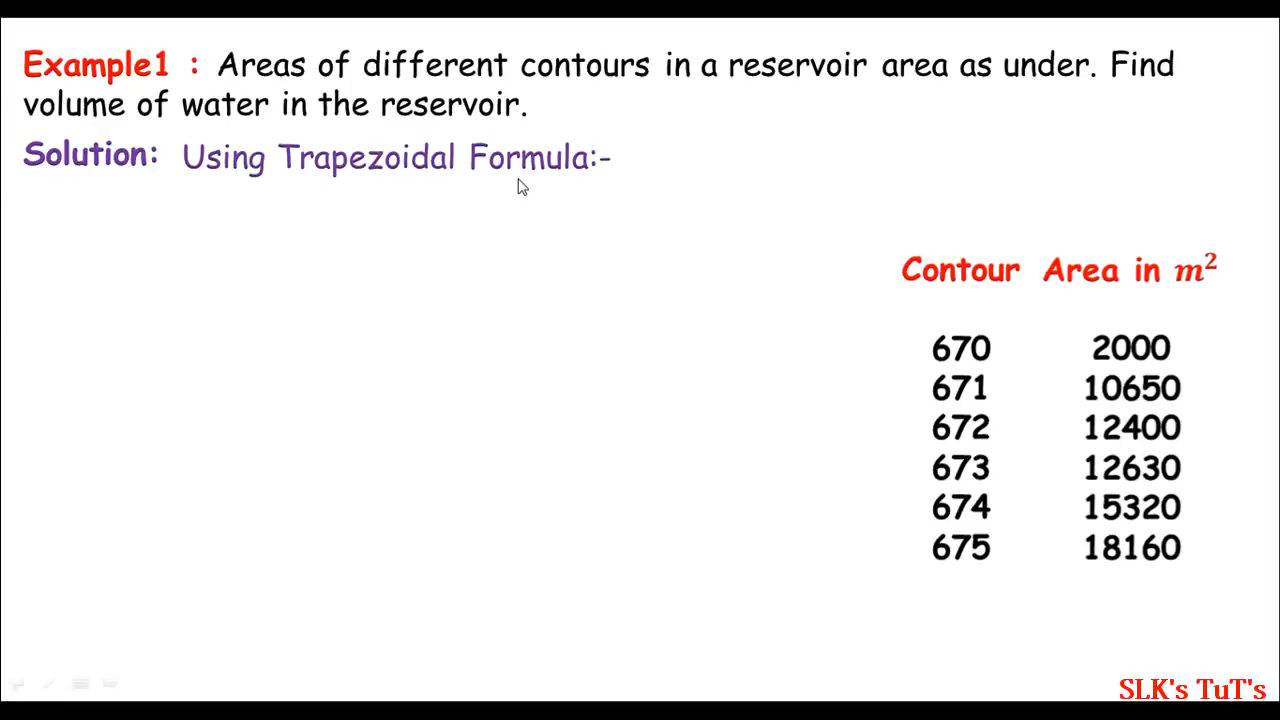 Example1 : Areas of different contours in a reservoir area as under. Find
volume of water in the reservoir.
Solution: Using Trapezoidal Formula:-
Contour Area in m²
670 2000
671 10650
672 12400
673 12630
674 15320
675 18160
SLK's TuT's